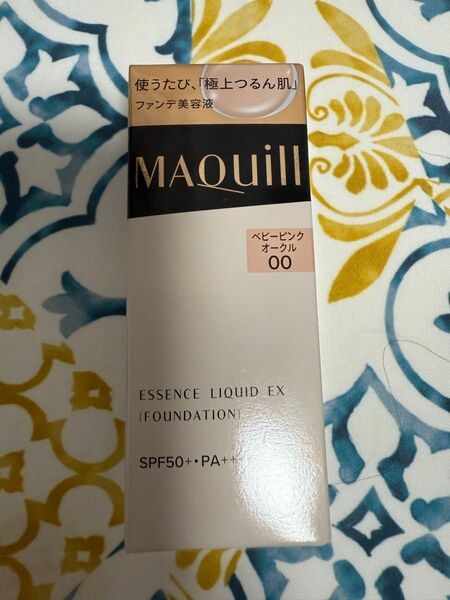 使うたび、「極上つるん肌」
ファンデ美容液
MAQuill
ベビーピンク
オークル
00
ESSENCE LIQUID EX
(FOUNDATION)
SPF50+・PA+++